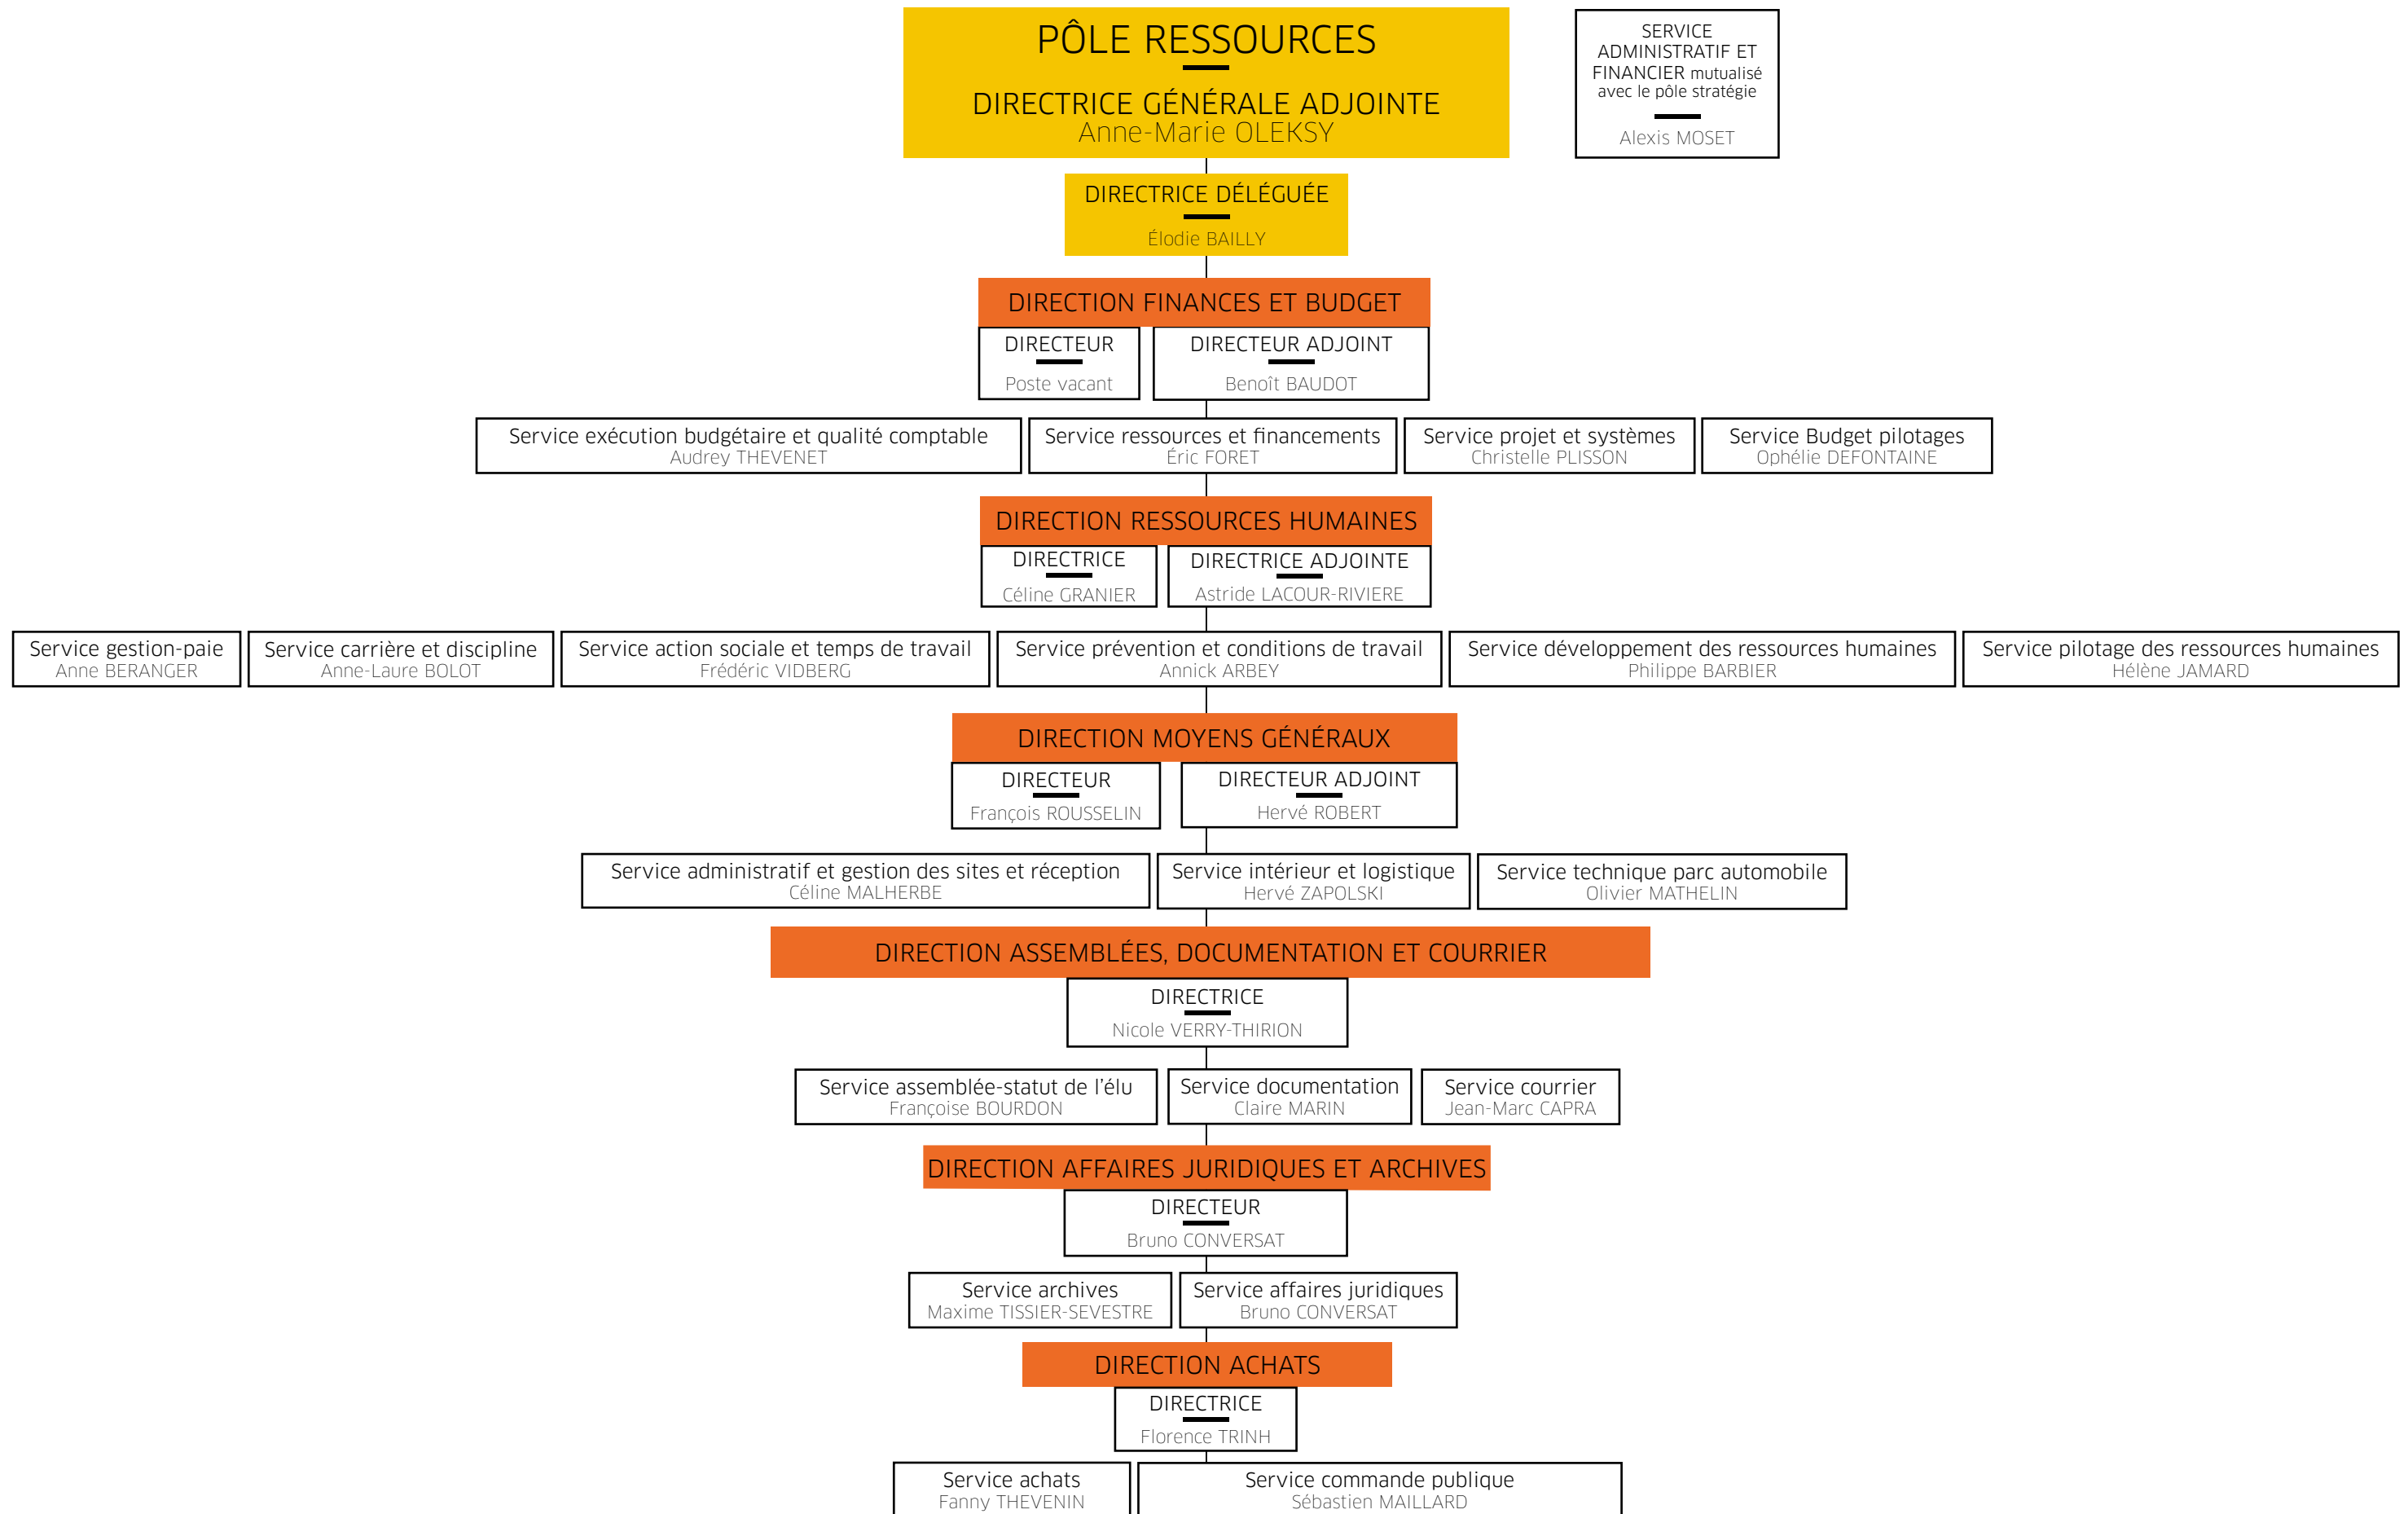 PÔLE RESSOURCES
DIRECTRICE GÉNÉRALE ADJOINTE
Anne-Marie OLEKSY
SERVICE
ADMINISTRATIF ET
FINANCIER mutualisé
avec le pôle stratégie
Alexis MOSET
DIRECTRICE DÉLÉGUÉE
Élodie BAILLY
DIRECTION FINANCES ET BUDGET
DIRECTEUR
Poste vacant
DIRECTEUR ADJOINT
Benoît BAUDOT
Service exécution budgétaire et qualité comptable
Audrey THEVENET
Service ressources et financements
Éric FORET
Service projet et systèmes
Christelle PLISSON
Service Budget pilotages
Ophélie DEFONTAINE
DIRECTION RESSOURCES HUMAINES
DIRECTRICE
Céline GRANIER
DIRECTRICE ADJOINTE
Astride LACOUR-RIVIERE
Service gestion-paie
Anne BERANGER
Service carrière et discipline
Anne-Laure BOLOT
Service action sociale et temps de travail
Frédéric VIDBERG
Service prévention et conditions de travail
Annick ARBEY
Service développement des ressources humaines
Philippe BARBIER
Service pilotage des ressources humaines
Hélène JAMARD
DIRECTION MOYENS GÉNÉRAUX
DIRECTEUR
François ROUSSELIN
DIRECTEUR ADJOINT
Hervé ROBERT
Service administratif et gestion des sites et réception
Céline MALHERBE
Service intérieur et logistique
Hervé ZAPOLSKI
Service technique parc automobile
Olivier MATHELIN
DIRECTION ASSEMBLÉES, DOCUMENTATION ET COURRIER
DIRECTRICE
Nicole VERRY-THIRION
Service assemblée-statut de l'élu
Françoise BOURDON
Service documentation
Claire MARIN
Service courrier
Jean-Marc CAPRA
DIRECTION AFFAIRES JURIDIQUES ET ARCHIVES
DIRECTEUR
Bruno CONVERSAT
Service archives
Maxime TISSIER-SEVESTRE
Service affaires juridiques
Bruno CONVERSAT
DIRECTION ACHATS
DIRECTRICE
Florence TRINH
Service achats
Fanny THEVENIN
Service commande publique
Sébastien MAILLARD